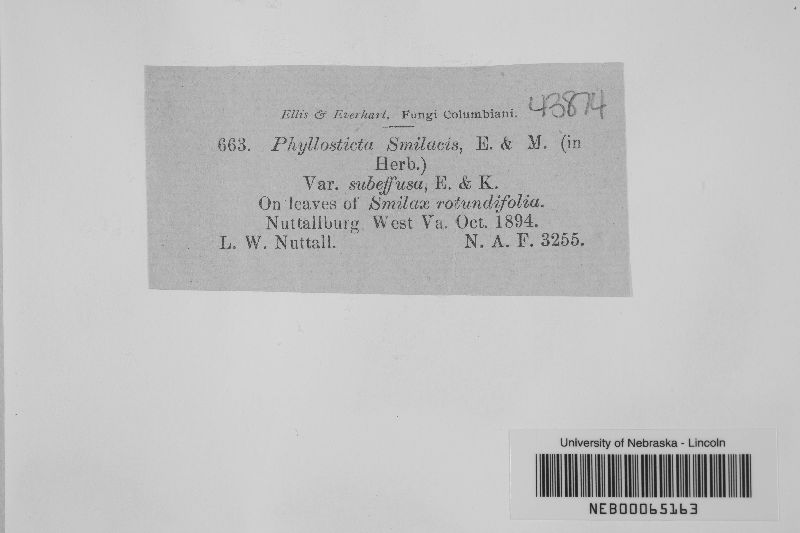 Ellis & Everhart, Fungi Columbiani. 43874
663. Phyllosticta Smilacis, E. & M. (in
Herb.)
Var. subeffusa, E. & K.
On leaves of Smilax rotundifolia.
Nuttallburg, West Va. Oct. 1894.
L. W. Nuttall. N. A. F. 3255.
University of Nebraska - Lincoln
NEB00065163